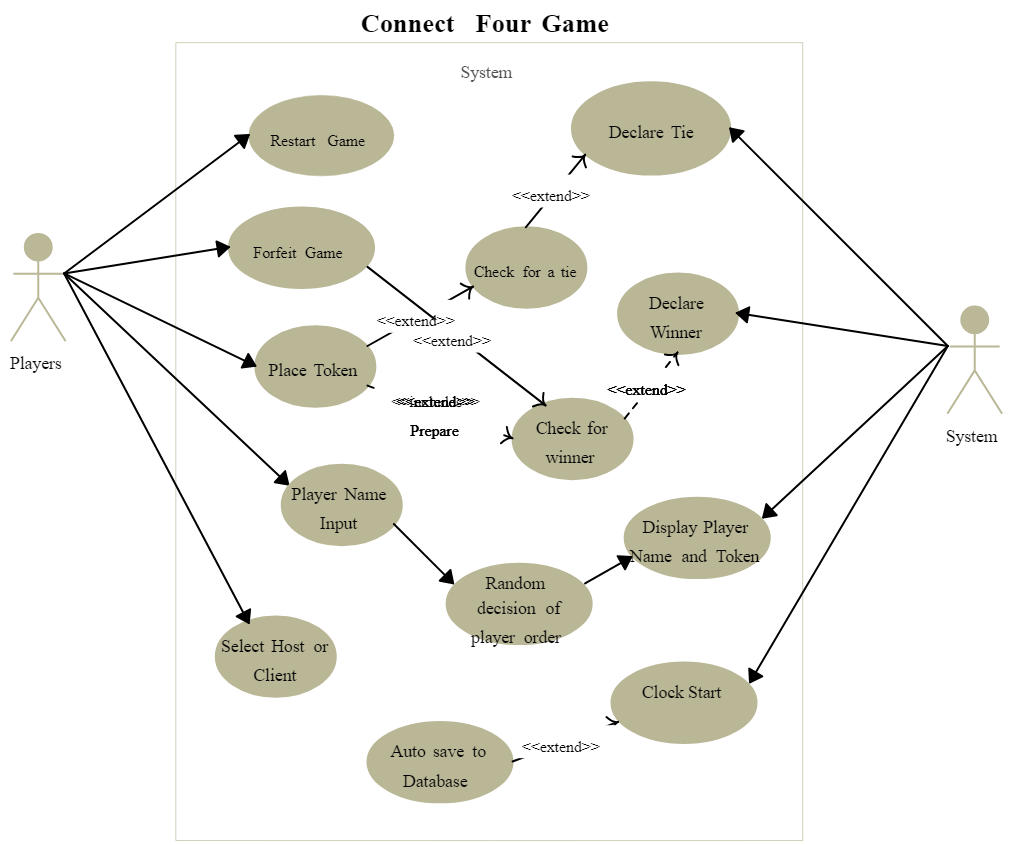 Connect Four Game
System
Declare Tie
Restart Game
<<extend>>
Forfeit Game
Check for a tie
Declare
Winner
<<extend>>
<<extend>>
Players
Place Token
System
<<extend>>
Prepare
Check for
winner
<<extend>>
Player Name
Input
Display Player
Name and Token
Random
decision of
player order
Select Host or
Client
Clock Start
Auto save to
Database
<<extend>>